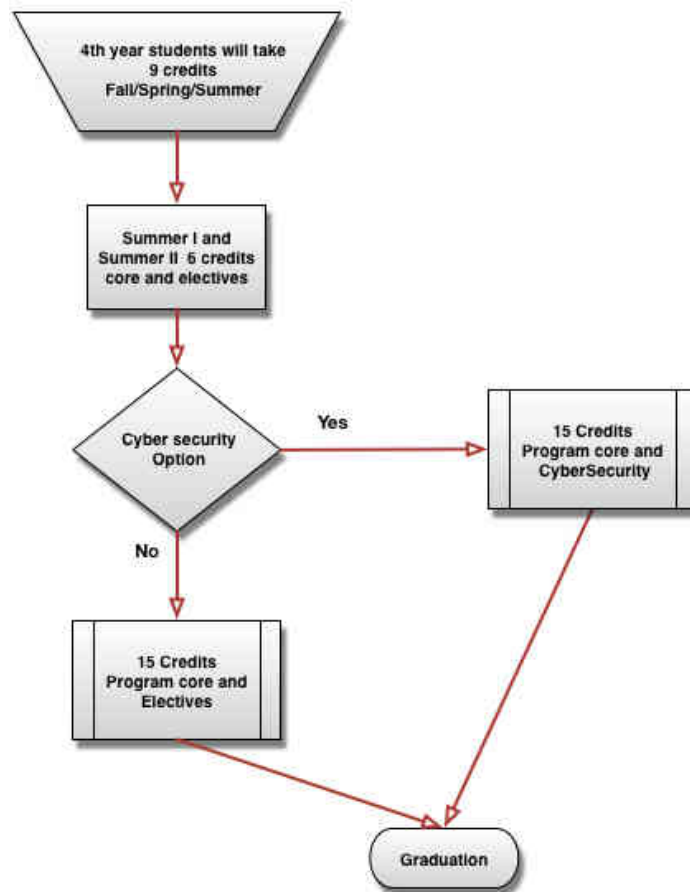 4th year students will take
9 credits
Fall/Spring/Summer
Summer I and
Summer II 6 credits
core and electives
Cyber security
Option
Yes
15 Credits
Program core and
CyberSecurity
No
15 Credits
Program core and
Electives
Graduation